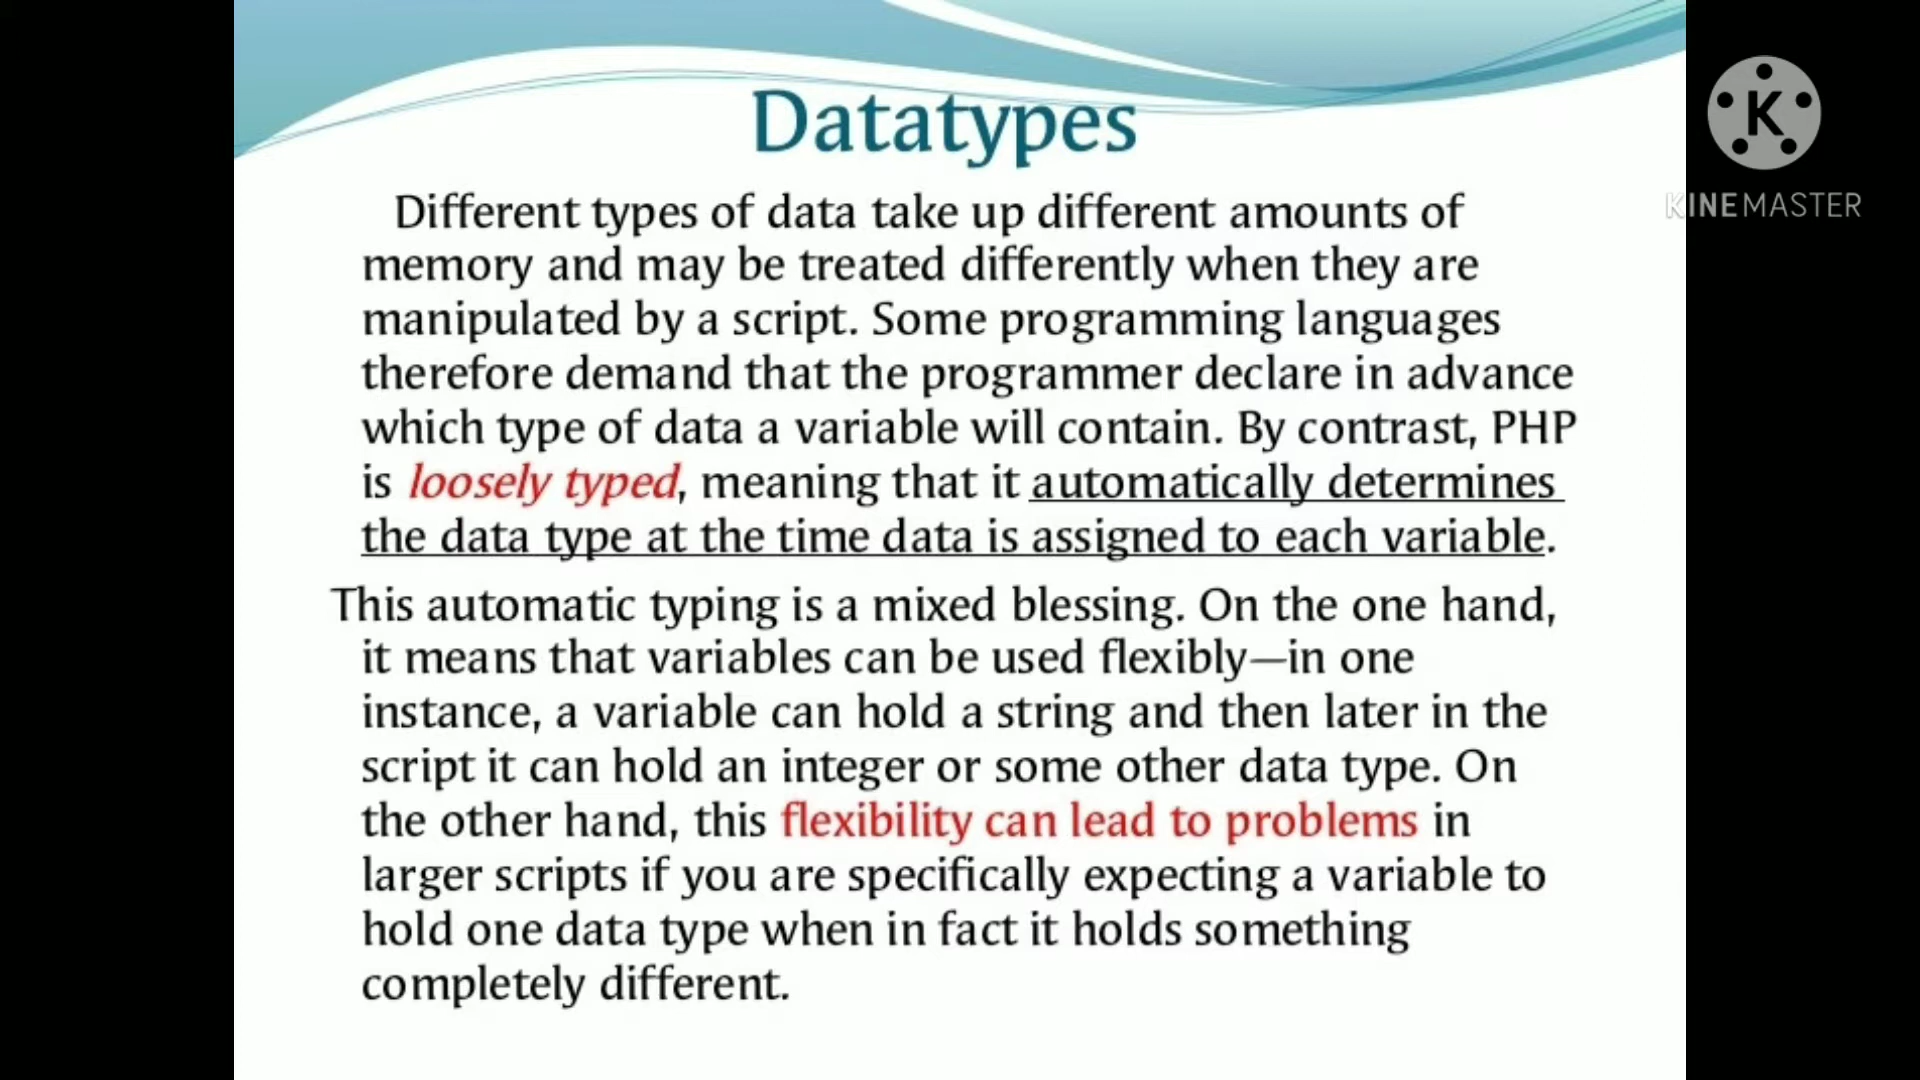 Datatypes
Different types of data take up different amounts of
memory and may be treated differently when they are
manipulated by a script. Some programming languages
therefore demand that the programmer declare in advance
which type of data a variable will contain. By contrast, PHP
is loosely typed, meaning that it automatically determines
the data type at the time data is assigned to each variable.
This automatic typing is a mixed blessing. On the one hand,
it means that variables can be used flexibly—in one
instance, a variable can hold a string and then later in the
script it can hold an integer or some other data type. On
the other hand, this flexibility can lead to problems in
larger scripts if you are specifically expecting a variable to
hold one data type when in fact it holds something
completely different.
K
KINEMASTER